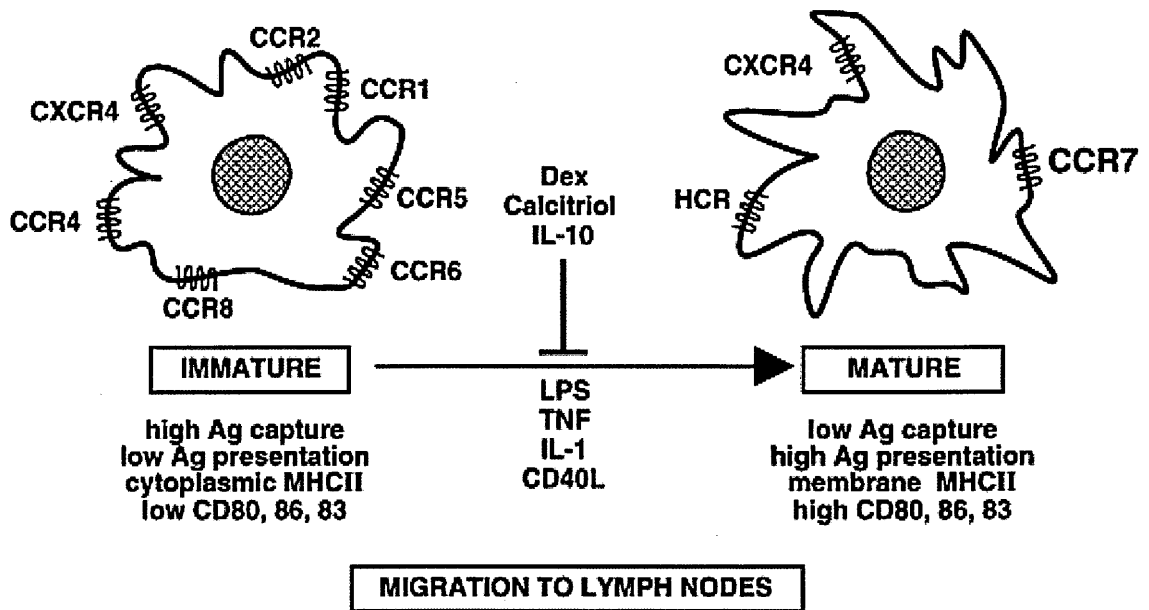 CCR2
CCR1
CXCR4
CCR5
CCR4
CCR6
CCR8
Dex
Calcitriol
IL-10
CXCR4
CCR7
HCR
IMMATURE
MATURE
LPS
TNF
IL-1
CD40L
high Ag capture
low Ag presentation
cytoplasmic MHCII
low CD80, 86, 83
low Ag capture
high Ag presentation
membrane MHCII
high CD80, 86, 83
MIGRATION TO LYMPH NODES